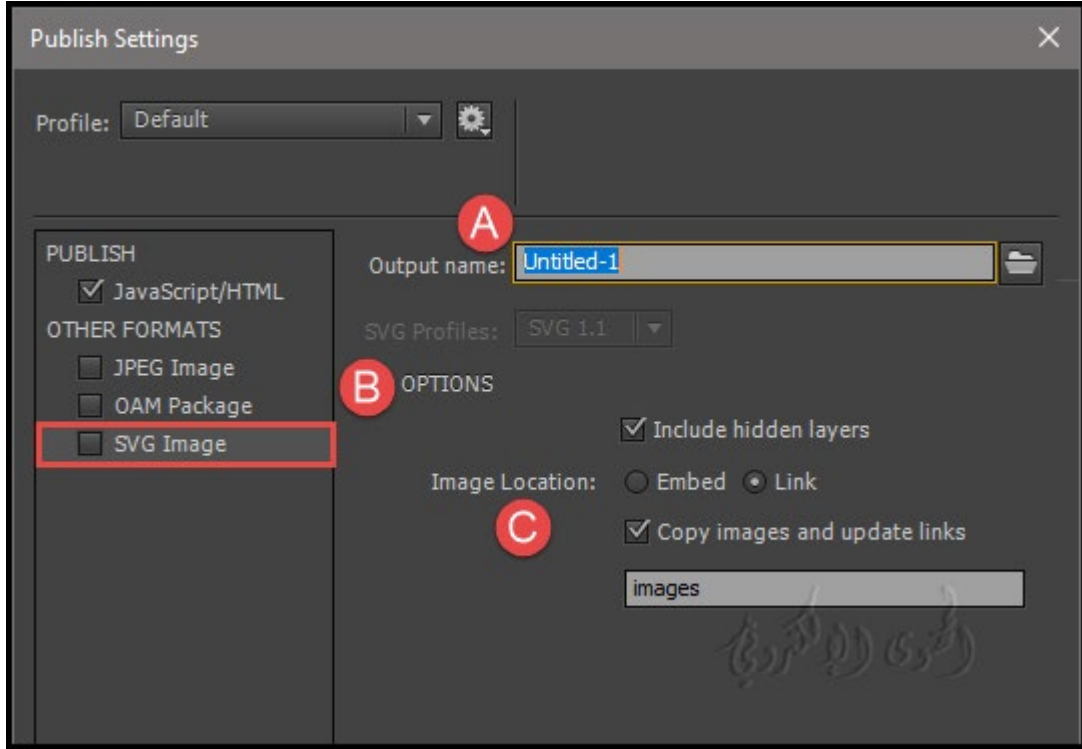 Publish Settings
Profile: Default
PUBLISH
JavaScript/HTML
OTHER FORMATS
JPEG Image
OAM Package
SVG Image
A
Output name: Untitled-1
SVG Profiles: SVG 1.1
B OPTIONS
Include hidden layers
Image Location: Embed Link
C
Copy images and update links
images